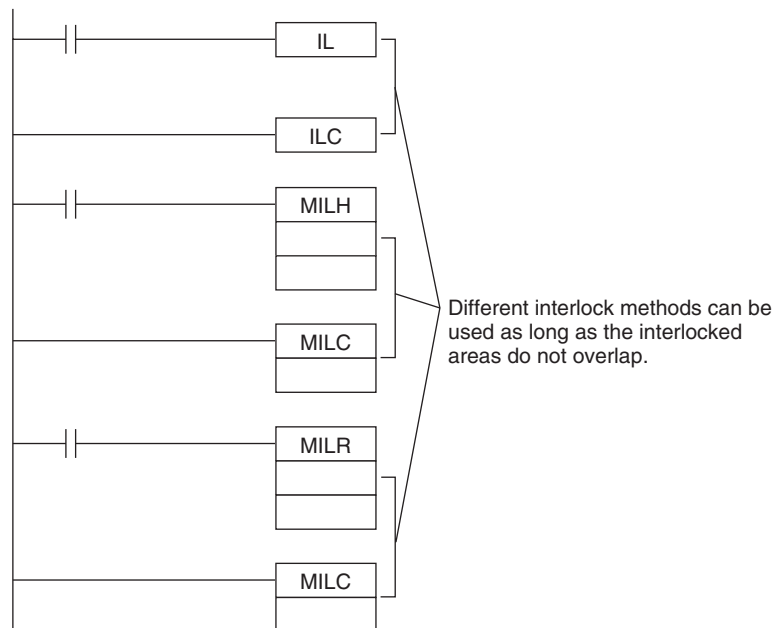 IL
ILC
MILH
MILC
MILR
MILC
Different interlock methods can be
used as long as the interlocked
areas do not overlap.